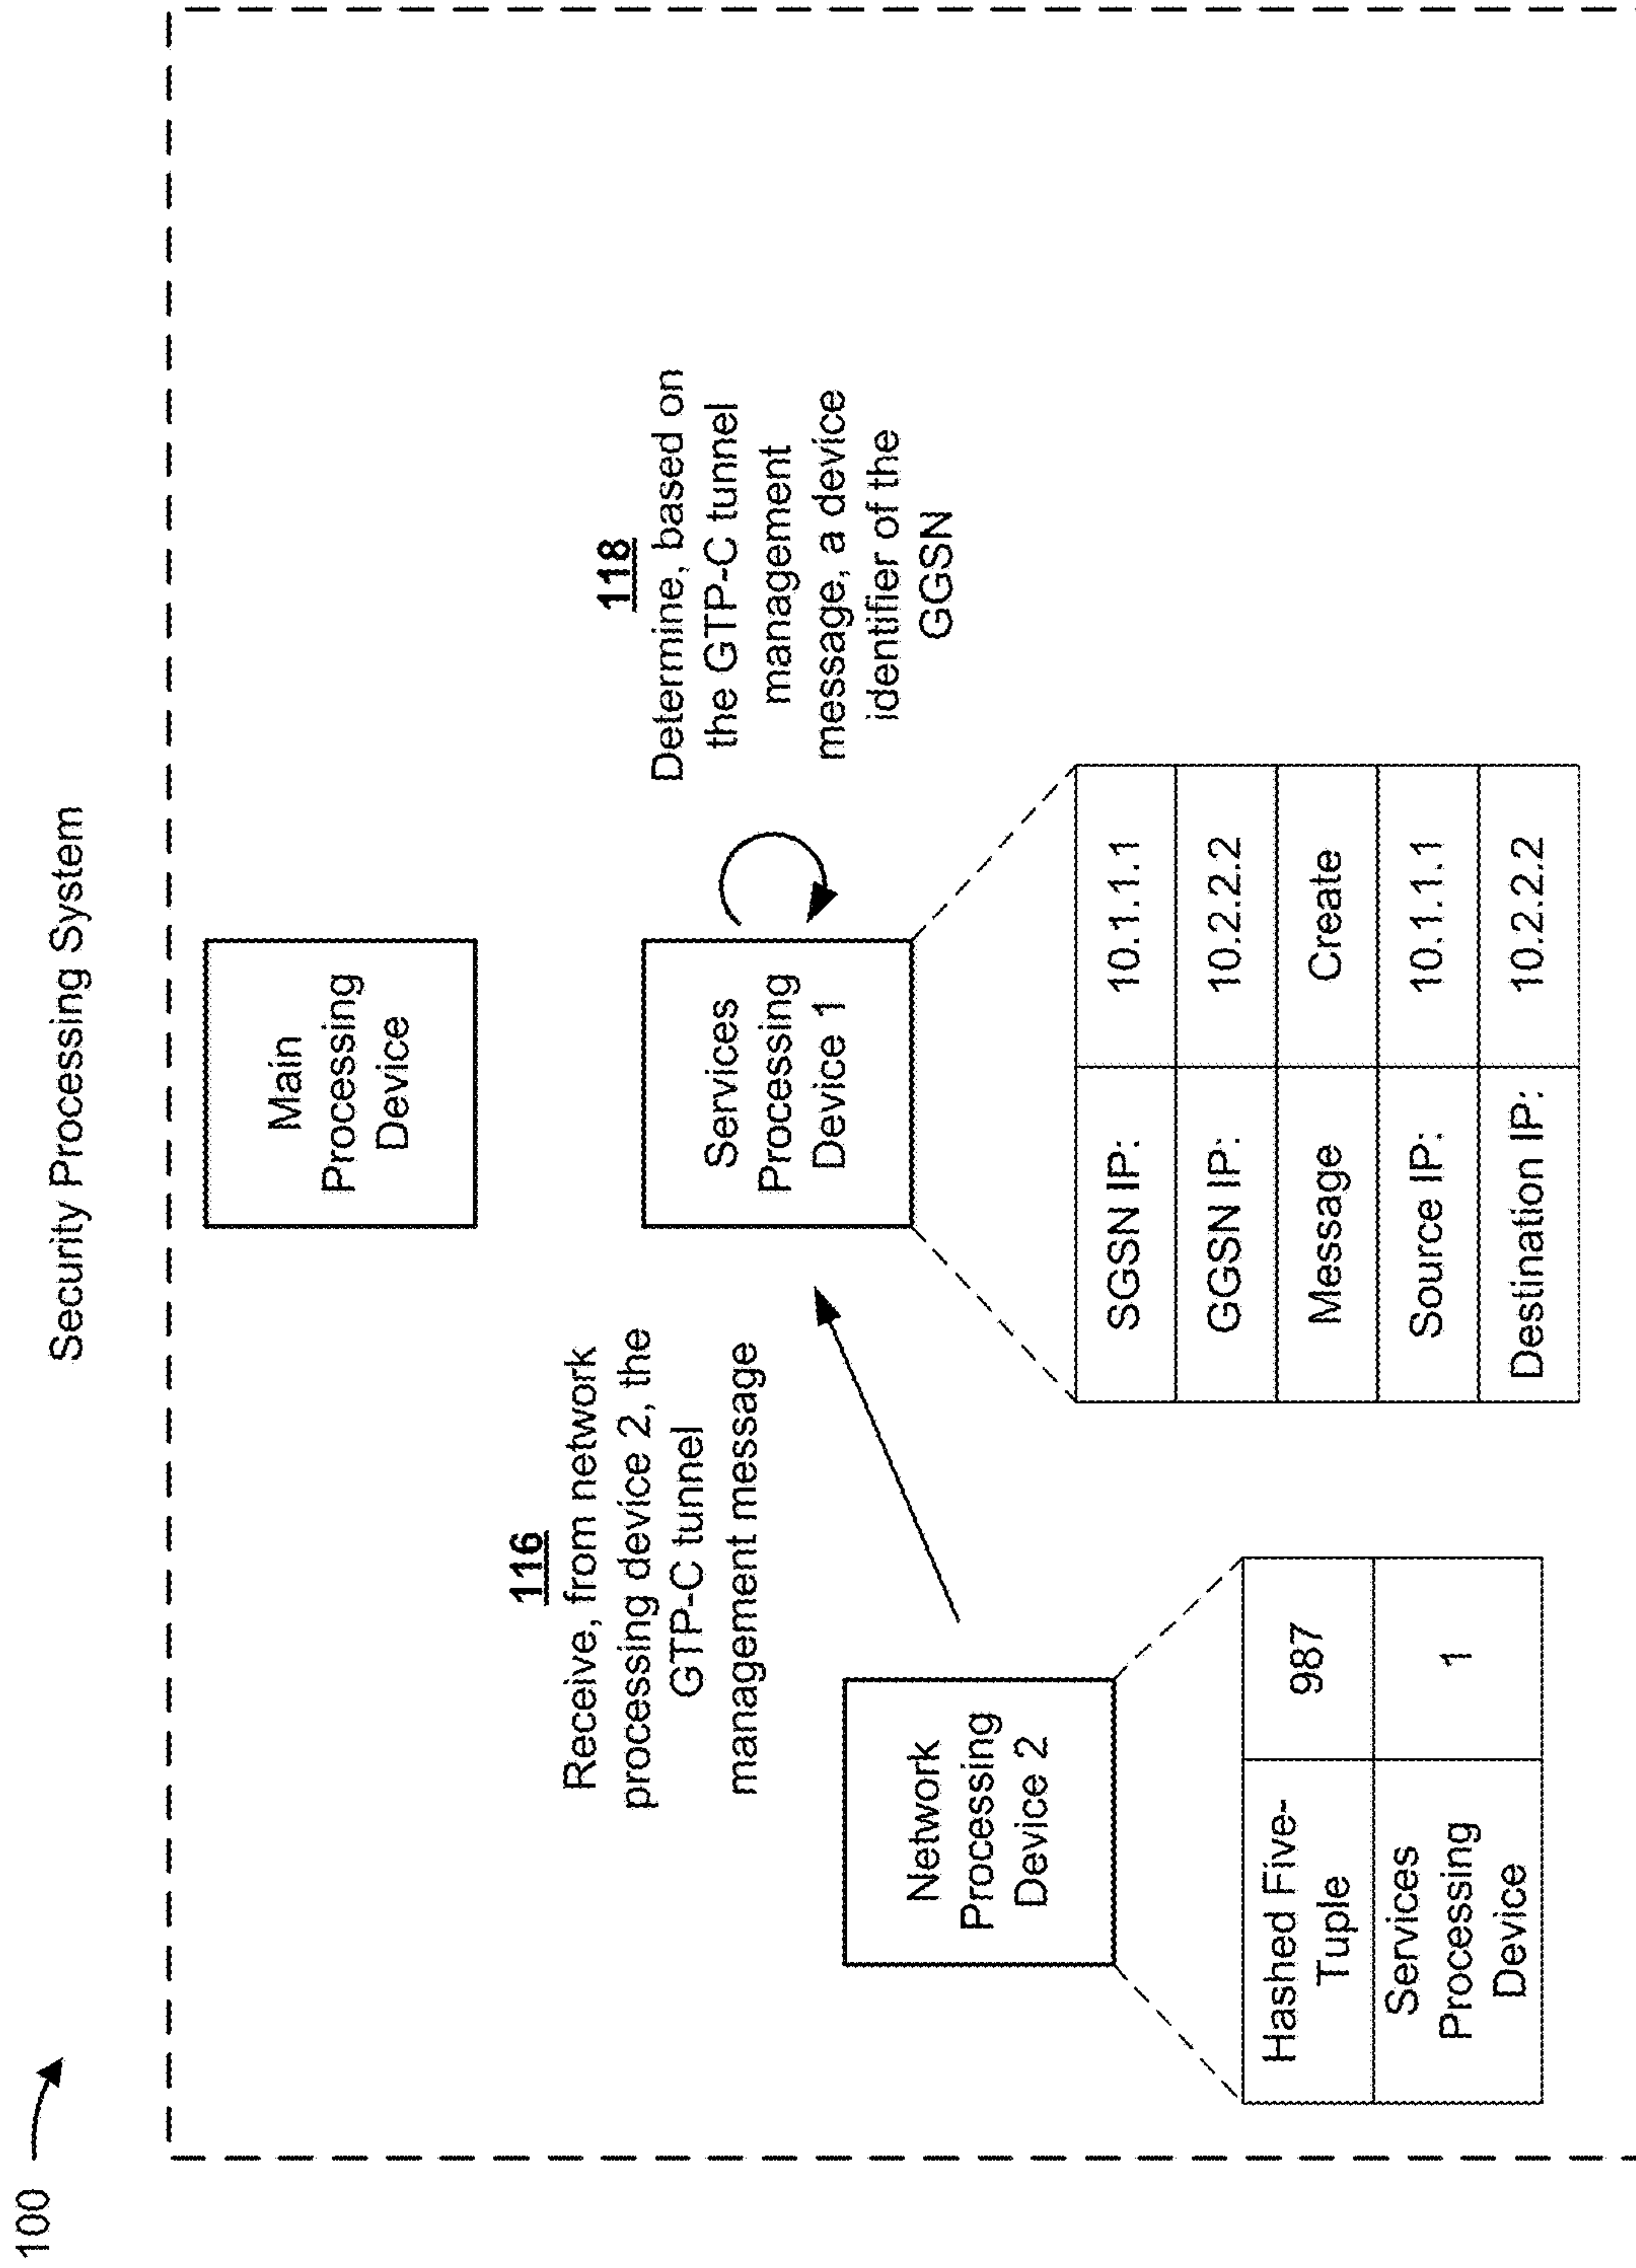 100
Security Processing System
Main
Processing
Device
116
Receive, from network
processing device 2, the
GTP-C tunnel
management message
Services
Processing
Device 1
118
Determine, based on
the GTP-C tunnel
management
message, a device
identifier of the
GGSN
Network
Processing
Device 2
Hashed Five-
Tuple
987
Services
Processing
Device
1
SGSN IP: 10.1.1.1
GGSN IP: 10.2.2.2
Message Create
Source IP: 10.1.1.1
Destination IP: 10.2.2.2